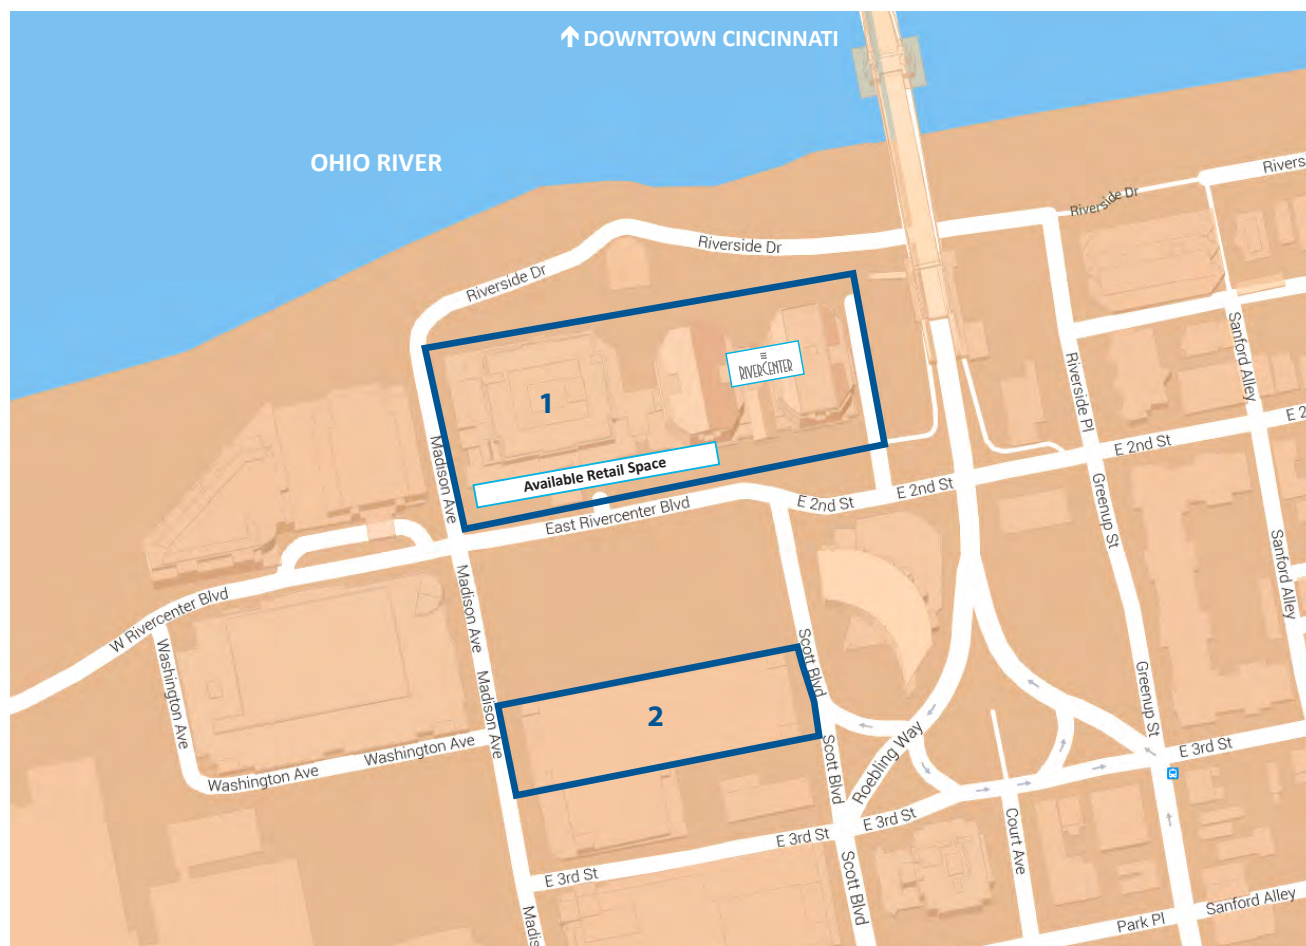 DOWNTOWN CINCINNATI
OHIO RIVER
Rivers
Riverside Dr
Riverside Dr
Riverside Dr
RIVERCENTER
1
Available Retail Space
Madison Ave
East Rivercenter Blvd
E 2nd St
E 2nd St
E 2nd St
E 2
Riverside Pl
Sanford Alley
Sanford Alley
Greenup St
Greenup St
W Rivercenter Blvd
Washington Ave
Washington Ave
Washington Ave
Madison Ave
Madison Ave
2
Scott Blvd
Scott Blvd
Scott Blvd
Roebling Way
E 3rd St
E 3rd St
E 3rd St
E 3rd St
Court Ave
Madis
Park Pl
Sanford Alley